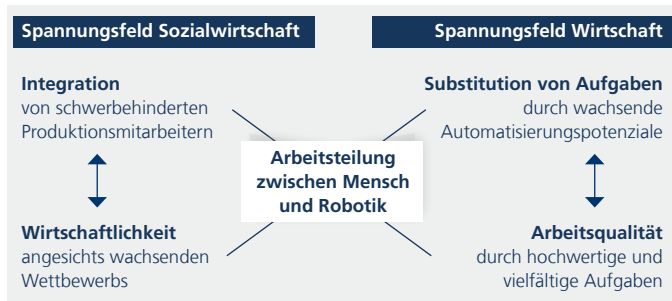 Spannungsfeld Sozialwirtschaft
Spannungsfeld Wirtschaft
Integration
von schwerbehinderten
Produktionsmitarbeitern
Substitution von Aufgaben
durch wachsende
Automatisierungspotenziale
Arbeitsteilung
zwischen Mensch
und Robotik
Wirtschaftlichkeit
angesichts wachsenden
Wettbewerbs
Arbeitsqualität
durch hochwertige und
vielfältige Aufgaben